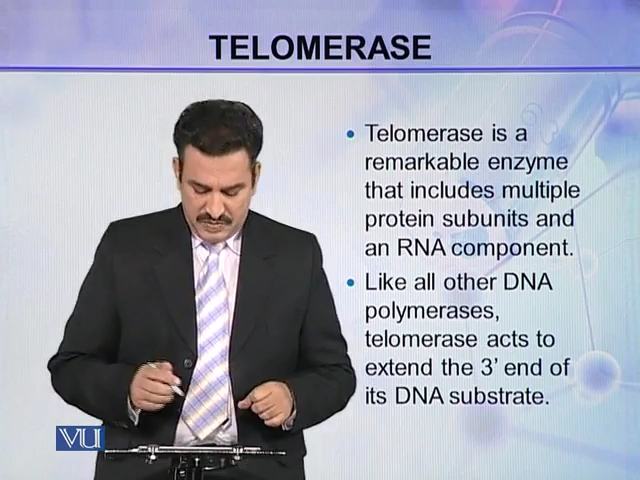 TELOMERASE
• Telomerase is a
remarkable enzyme
that includes multiple
protein subunits and
an RNA component.
• Like all other DNA
polymerases,
telomerase acts to
extend the 3’ end of
its DNA substrate.
VU